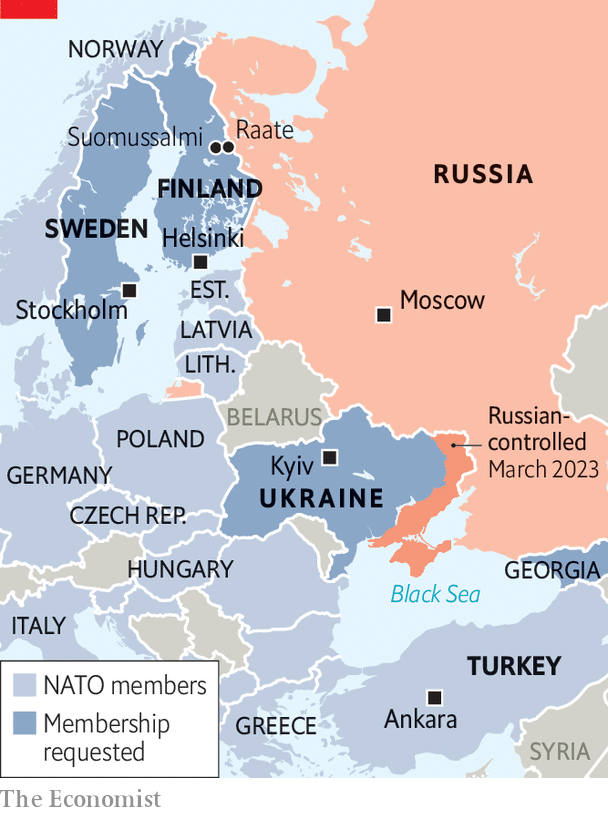 NORWAY
Suomussalmi
Raate
RUSSIA
FINLAND
SWEDEN
Helsinki
EST.
Stockholm
Moscow
LATVIA
LITH.
BELARUS
Russian-
controlled
March 2023
POLAND
Kyiv
GERMANY
UKRAINE
CZECH REP.
HUNGARY
GEORGIA
Black Sea
ITALY
TURKEY
NATO members
Membership
requested
GREECE
Ankara
SYRIA
The Economist